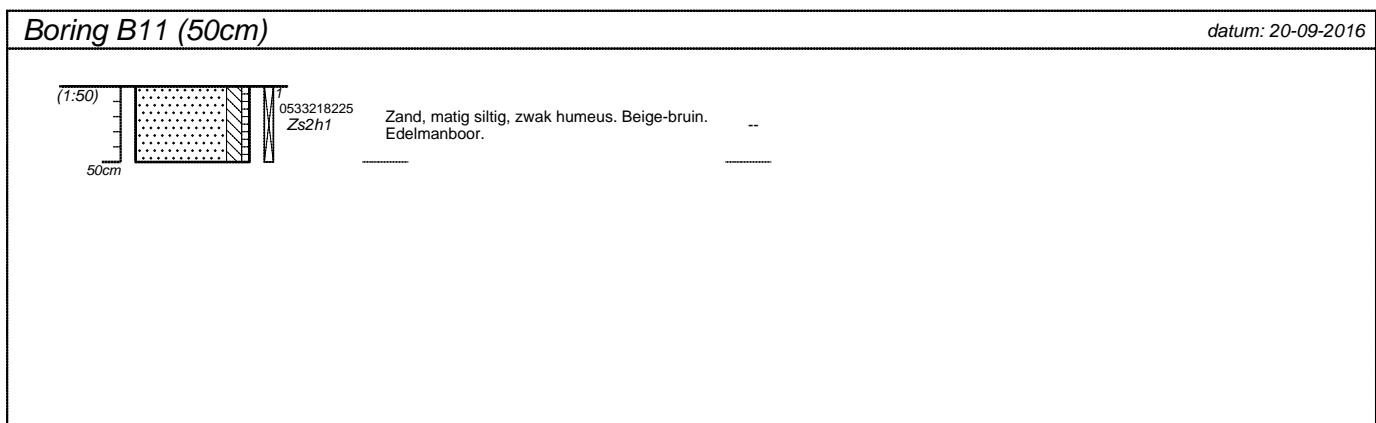 Boring B11 (50cm)
datum: 20-09-2016
(1:50)
1
0533218225
Zs2h1
Zand, matig siltig, zwak humeus. Beige-bruin.
Edelmanboor.
--
50cm